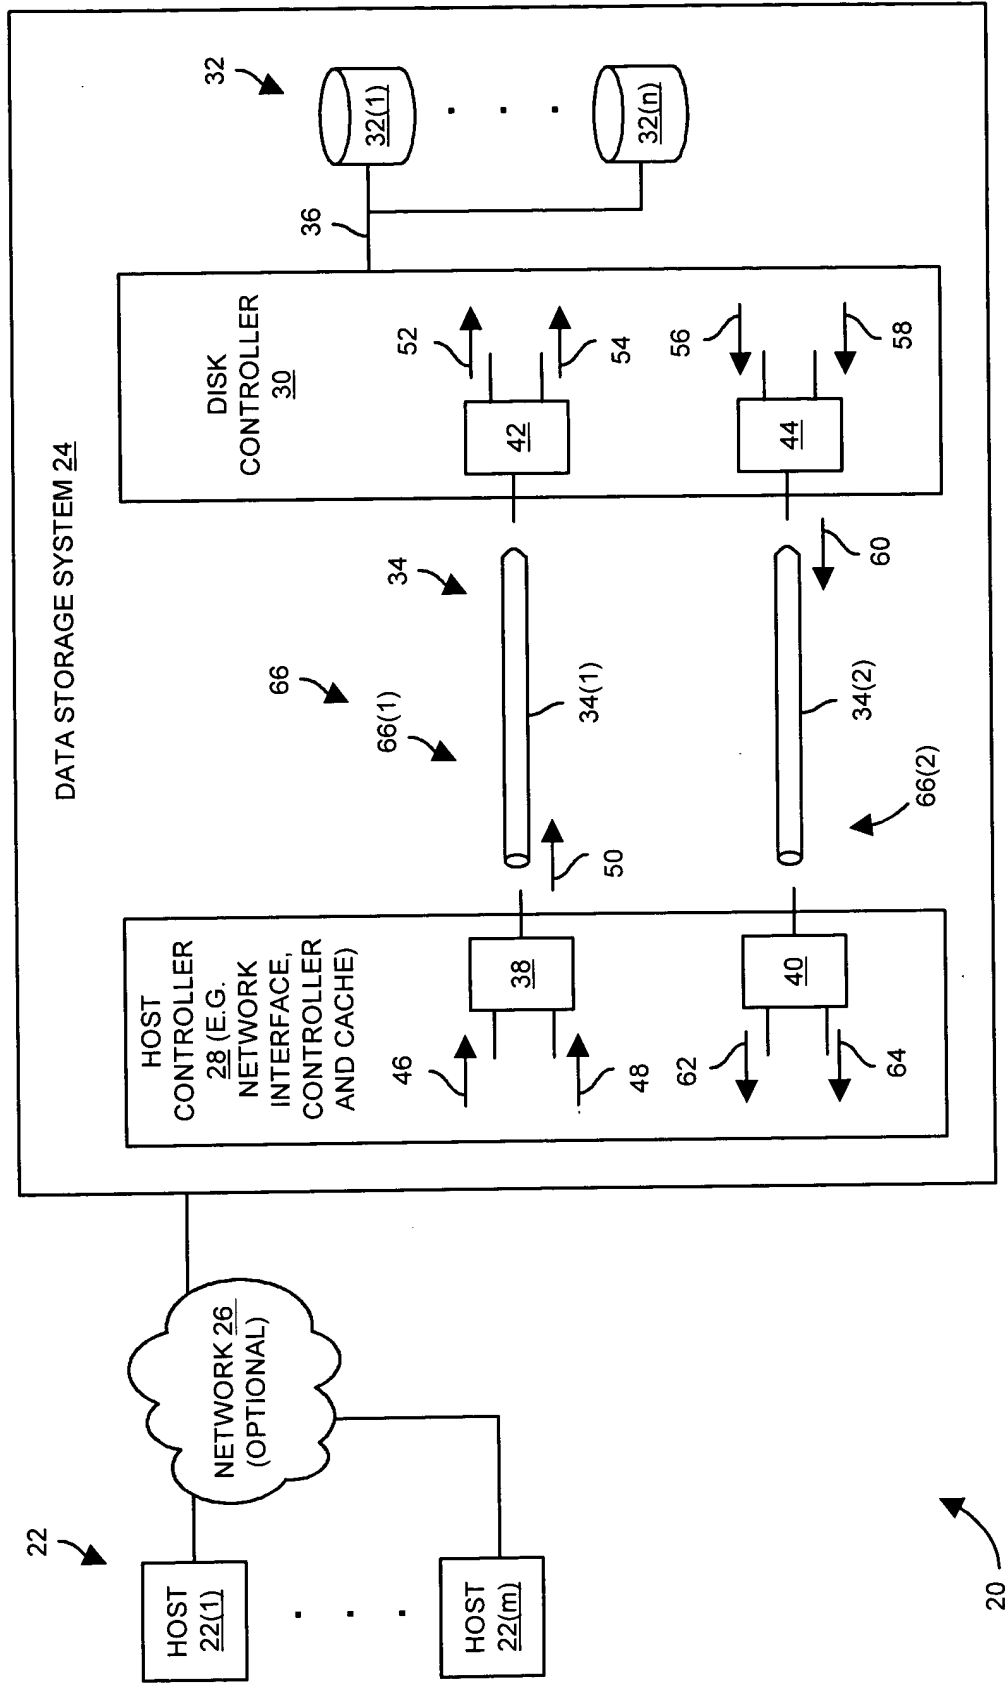 DATA STORAGE SYSTEM 24
22
HOST
22(1)
HOST
22(m)
NETWORK 26
(OPTIONAL)
HOST
CONTROLLER
28 (E.G.
NETWORK
INTERFACE,
CONTROLLER
AND CACHE)
46
48
38
62
64
40
50
66
66(1)
34
34(1)
34(2)
66(2)
60
DISK
CONTROLLER
30
52
54
42
56
58
44
36
32
32(1)
32(n)
20